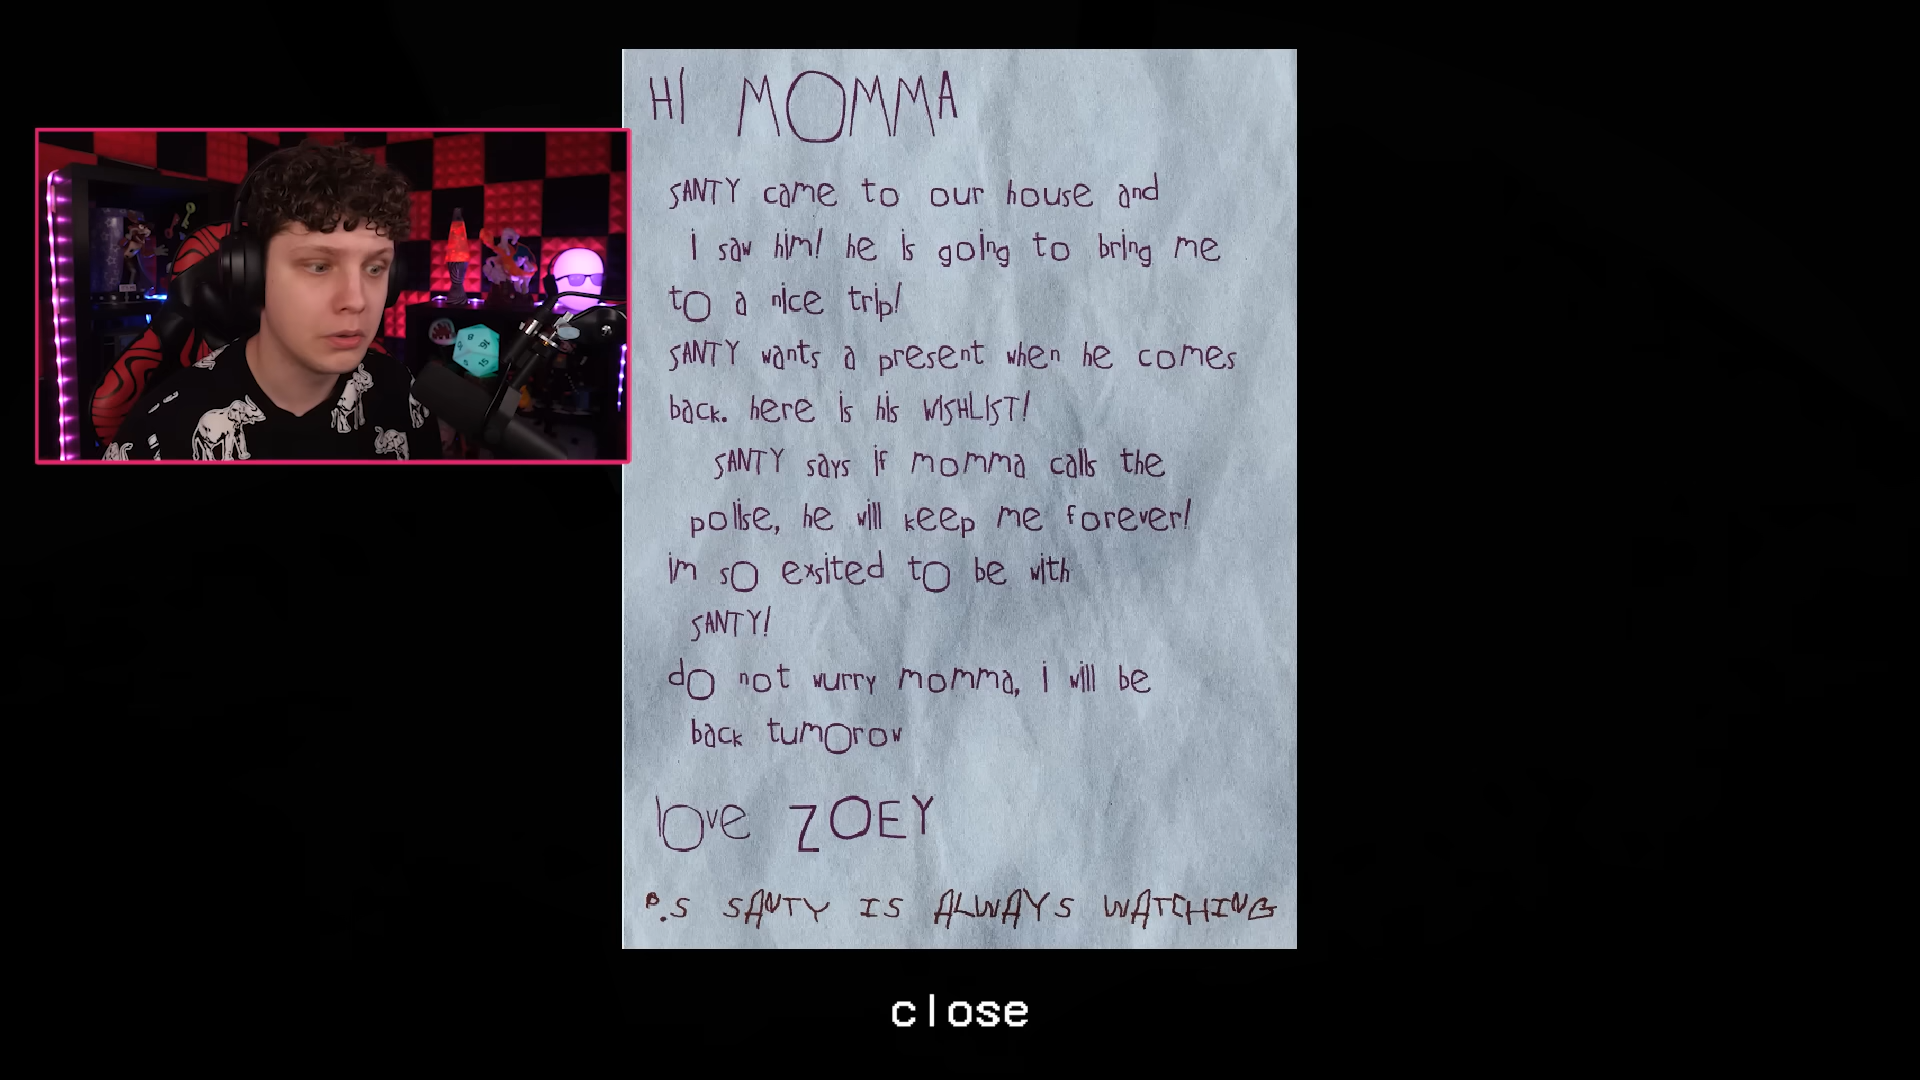 HI MOMMA
SANTY came to our house and
i saw him! he is going to bring me
to a nice trip!
SANTY wants a present when he comes
back. here is his WISHLIST!
SANTY says if momma calls the
polise, he will keep me forever!
im so exsited to be with
SANTY!
do not wurry momma, i will be
back tumorow
love ZOEY
P.S SANTY IS ALWAYS WATCHING
close